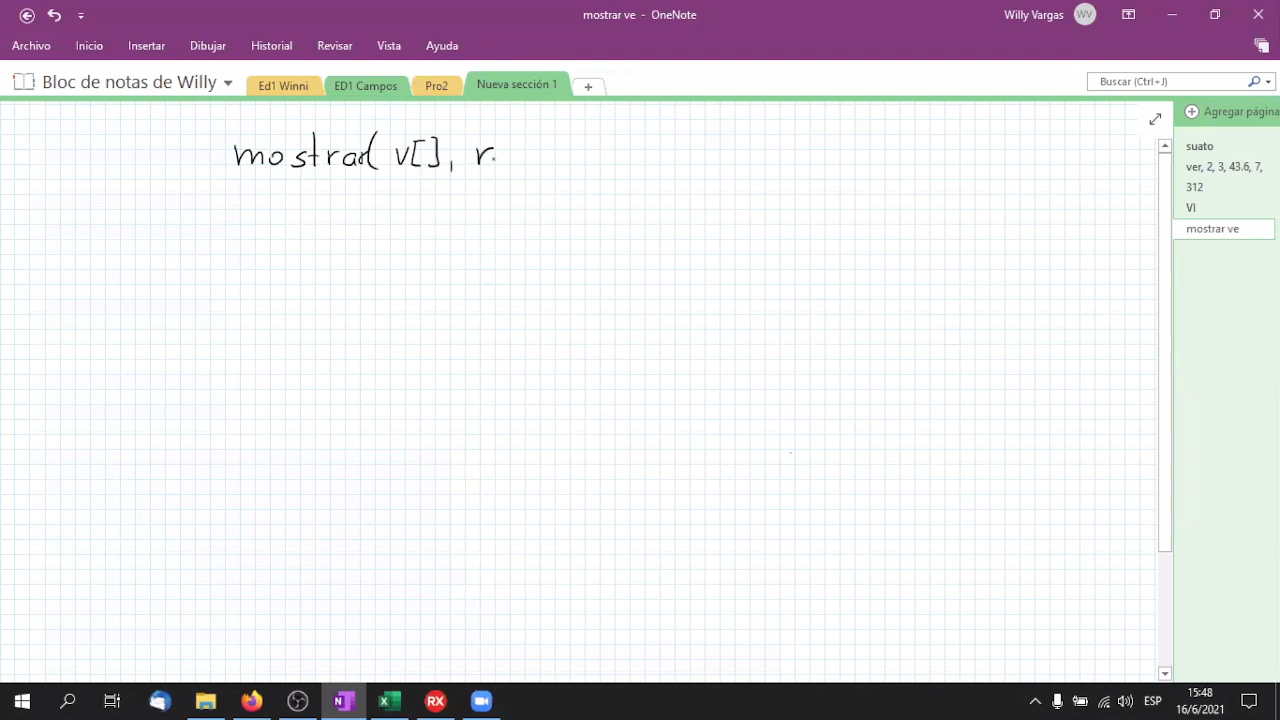 mostrar ve - OneNote
Willy Vargas
WV
Archivo
Inicio
Insertar
Dibujar
Historial
Revisar
Vista
Ayuda
Bloc de notas de Willy
Ed1 Winni
ED1 Campos
Pro2
Nueva sección 1
+
Buscar (Ctrl+J)
Agregar página
mostrar( v[], r
suato
ver, 2, 3, 43.6, 7,
312
VI
mostrar ve
N
X
RX
ESP
15:48
16/6/2021